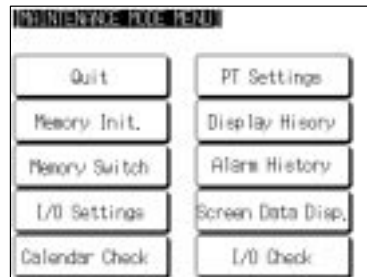 MAINTENANCE MODE MENU
Quit
PT Settings
Memory Init.
Display Hisory
Memory Switch
Alarm History
I/O Settings
Screen Data Disp.
Calendar Check
I/O Check